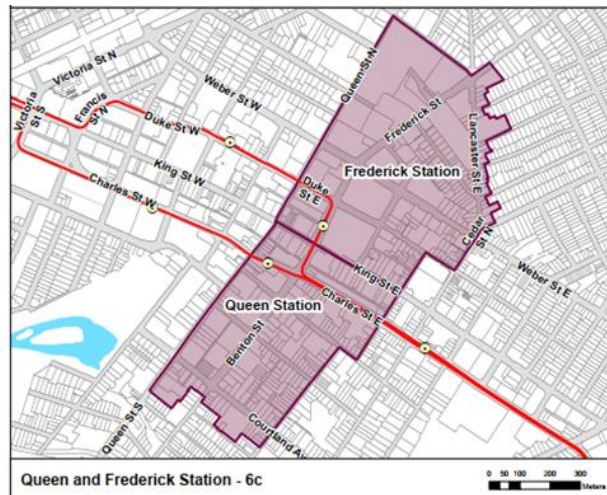 Queen St N
Victoria St N
Weber St W
Frederick St
Victoria
St S
Francis
St N
Duke St W
Lancaster St E
Frederick Station
King St W
Duke
St E
Charles St W
Cedar
St N
Weber St E
King St E
Queen Station
Charles St E
Benton St
Queen St S
Courtland Av
Queen and Frederick Station - 6c
0 50 100 200 300
Meters